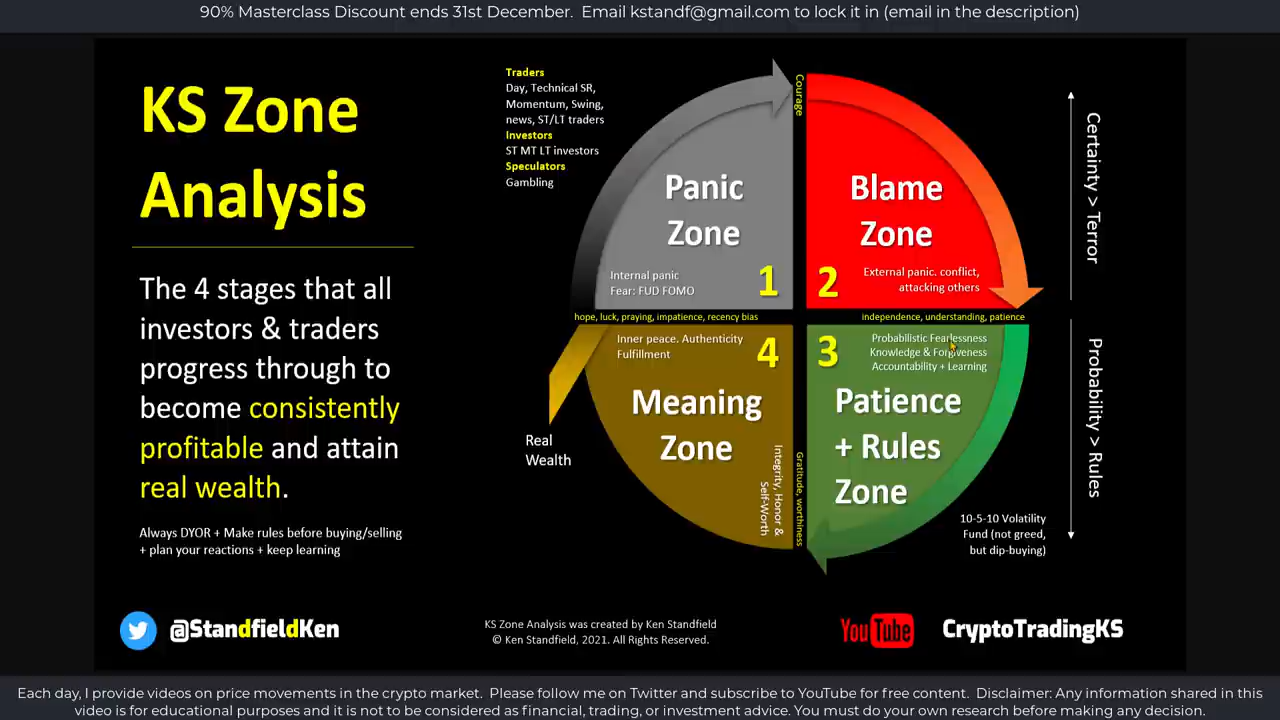 90% Masterclass Discount ends 31st December.  Email kstandf@gmail.com to lock it in (email in the description)
KS Zone
Analysis
The 4 stages that all
investors & traders
progress through to
become consistently
profitable and attain
real wealth.
Always DYOR + Make rules before buying/selling
+ plan your reactions + keep learning
Traders
Day, Technical SR,
Momentum, Swing,
news, ST/LT traders
Investors
ST MT LT investors
Speculators
Gambling
Panic
Zone
Internal panic
Fear: FUD FOMO
1
Courage
Blame
Zone
2
External panic. conflict,
attacking others
hope, luck, praying, impatience, recency bias
independence, understanding, patience
Inner peace. Authenticity
Fulfillment
4
Meaning
Zone
Integrity, Honor &
Self-Worth
Gratitude, worthiness
3
Probabilistic Fearlessness
Knowledge & Forgiveness
Accountability + Learning
Patience
+ Rules
Zone
Real
Wealth
10-5-10 Volatility
Fund (not greed,
but dip-buying)
Certainty > Terror
Probability > Rules
@StandfieldKen
KS Zone Analysis was created by Ken Standfield
© Ken Standfield, 2021. All Rights Reserved.
YouTube
CryptoTradingKS
Each day, I provide videos on price movements in the crypto market.  Please follow me on Twitter and subscribe to YouTube for free content.  Disclaimer: Any information shared in this
video is for educational purposes and it is not to be considered as financial, trading, or investment advice. You must do your own research before making any decision.